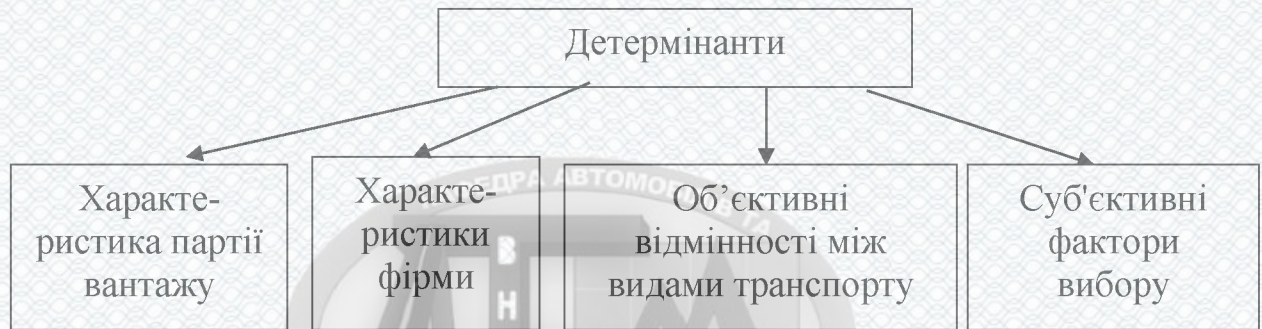 Детермінанти
Характе-
ристика партії
вантажу
Характе-
ристики
фірми
Об’єктивні
відмінності між
видами транспорту
Суб'єктивні
фактори
вибору
В
Н